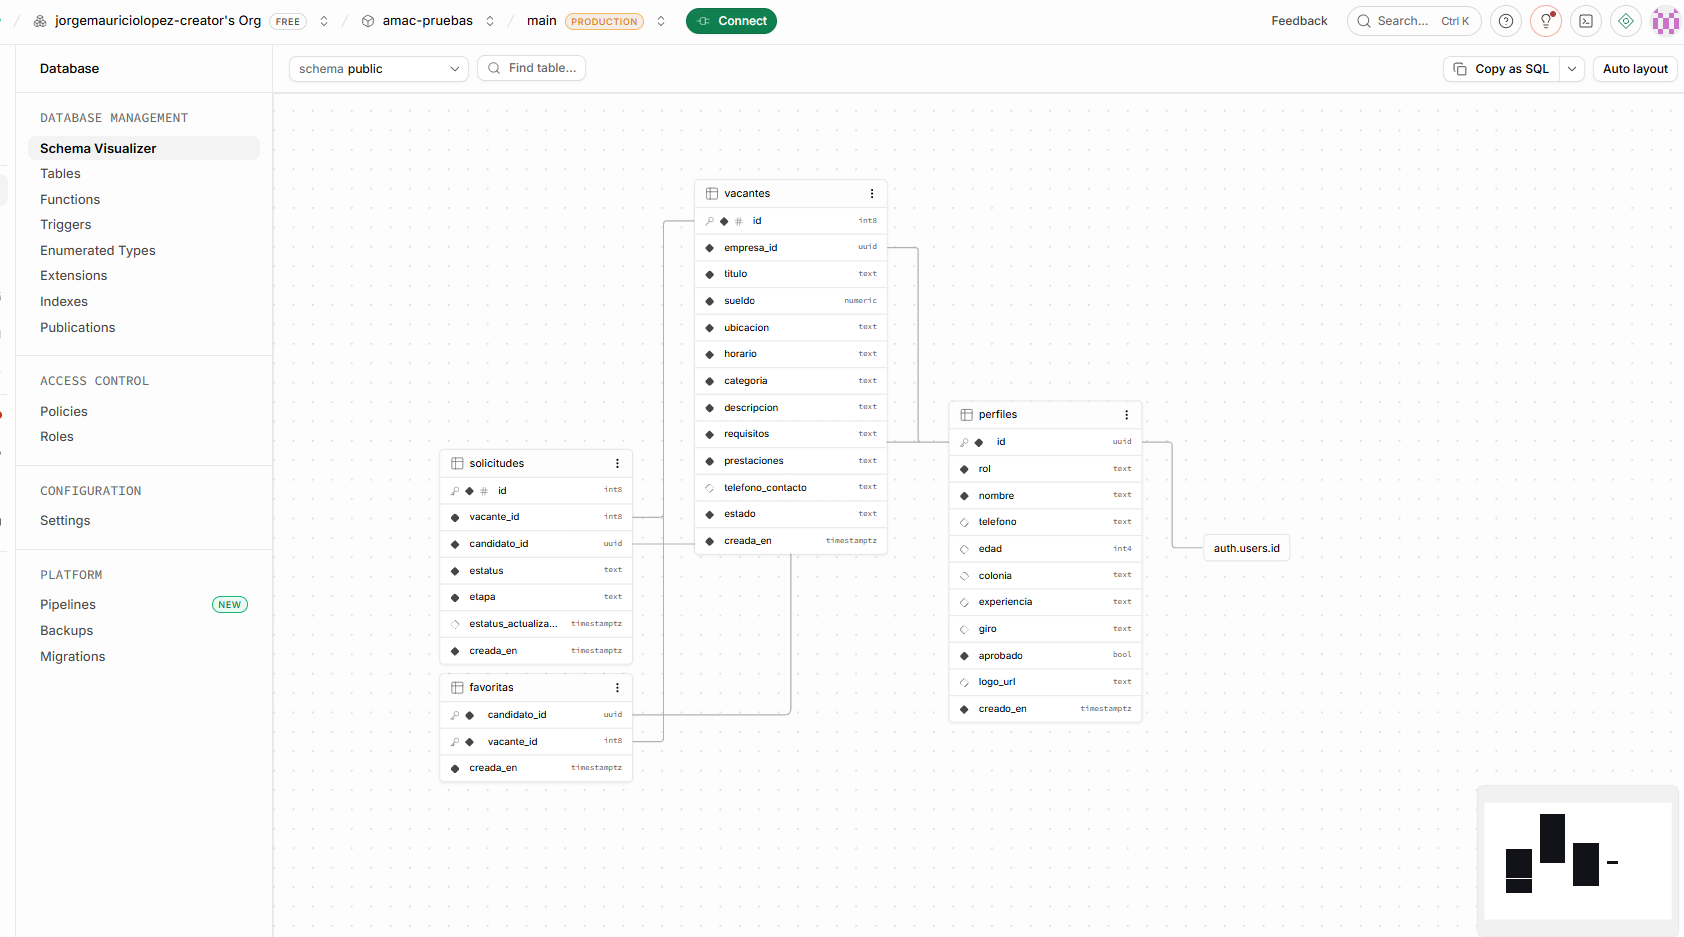 jorgemauriciolopez-creator's Org FREE
amac-pruebas
main PRODUCTION
Connect
Feedback
Search... Ctrl K
Database
schema public
Find table...
Copy as SQL
Auto layout
DATABASE MANAGEMENT
Schema Visualizer
Tables
Functions
Triggers
Enumerated Types
Extensions
Indexes
Publications
ACCESS CONTROL
Policies
Roles
CONFIGURATION
Settings
PLATFORM
Pipelines NEW
Backups
Migrations
vacantes
id int8
empresa_id uuid
titulo text
sueldo numeric
ubicacion text
horario text
categoria text
descripcion text
requisitos text
prestaciones text
telefono_contacto text
estado text
creada_en timestamptz
solicitudes
id int8
vacante_id int8
candidato_id uuid
estatus text
etapa text
estatus_actualiza... timestamptz
creada_en timestamptz
favoritas
candidato_id uuid
vacante_id int8
creada_en timestamptz
perfiles
id uuid
rol text
nombre text
telefono text
edad int4
colonia text
experiencia text
giro text
aprobado bool
logo_url text
creado_en timestamptz
auth.users.id